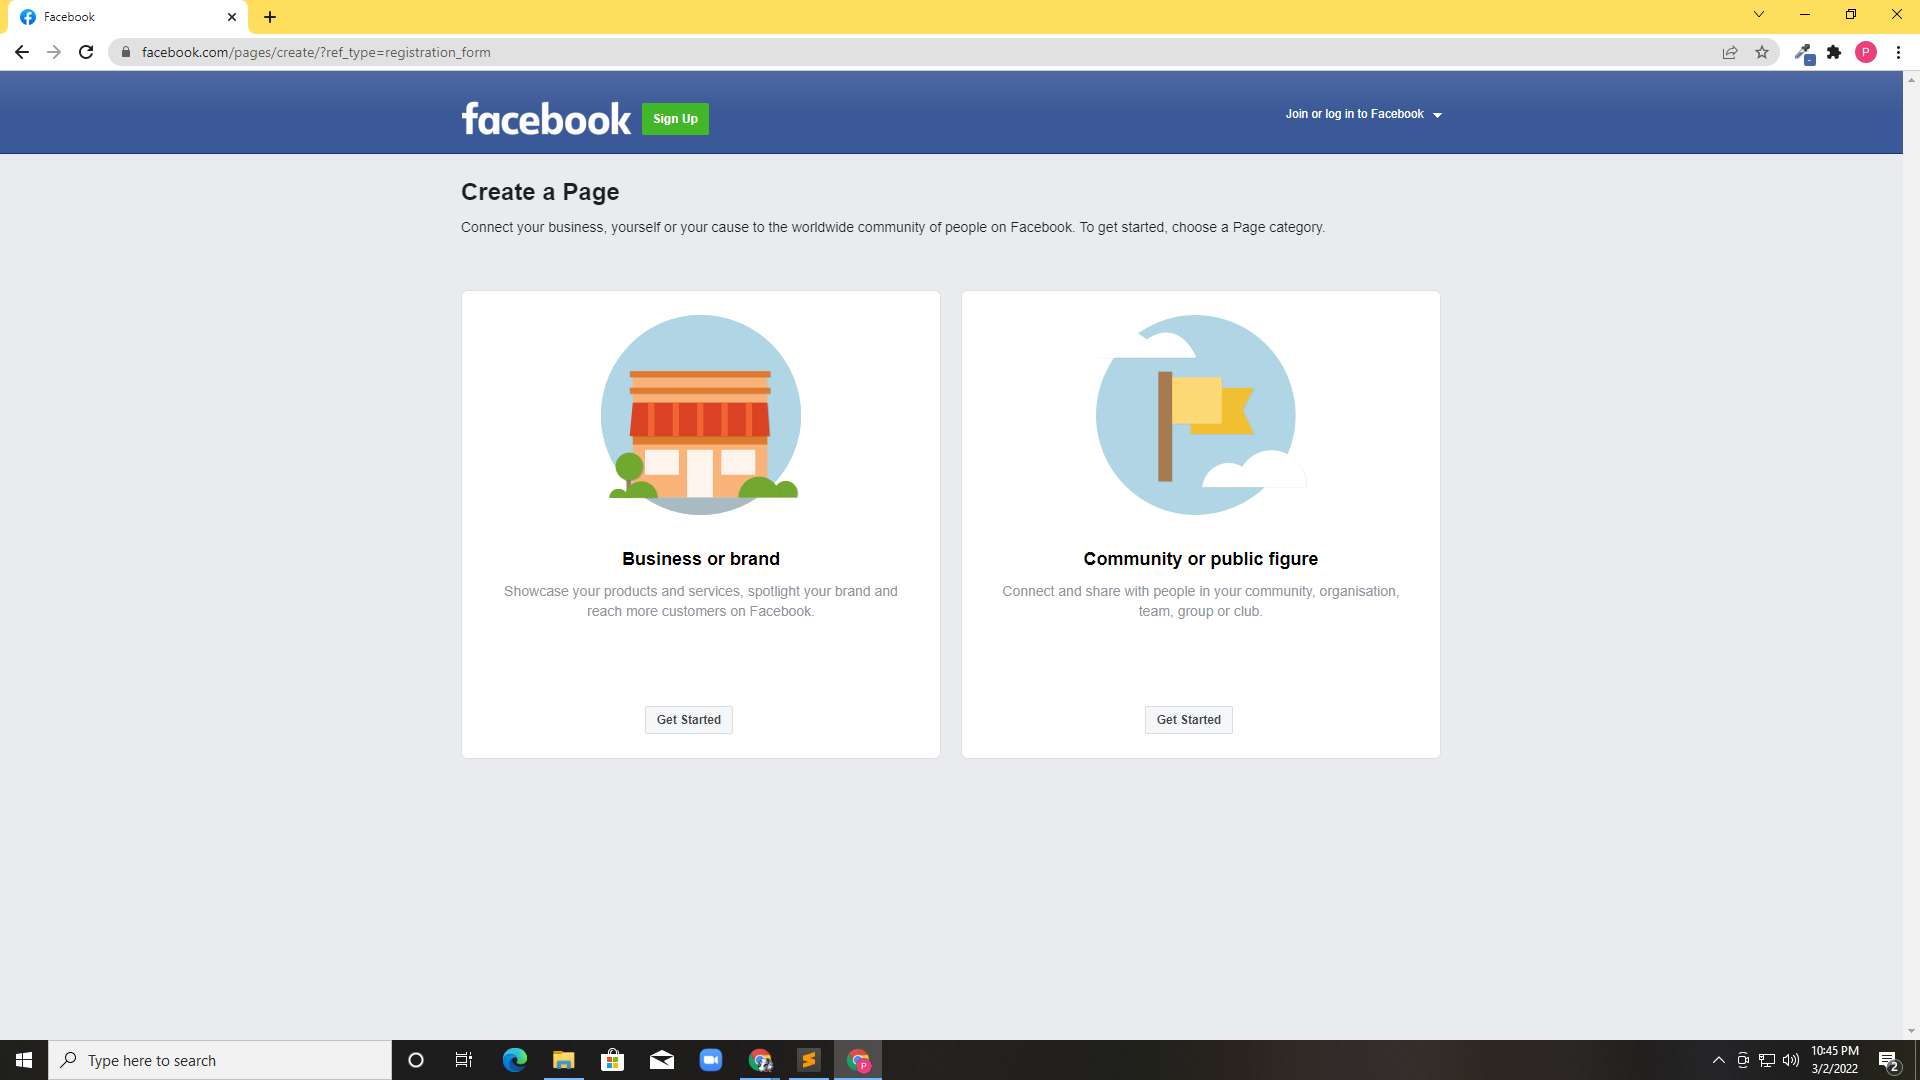 Facebook
facebook.com/pages/create/?ref_type=registration_form
P
facebook
Sign Up
Join or log in to Facebook
Create a Page
Connect your business, yourself or your cause to the worldwide community of people on Facebook. To get started, choose a Page category.
Business or brand
Showcase your products and services, spotlight your brand and
reach more customers on Facebook.
Get Started
Community or public figure
Connect and share with people in your community, organisation,
team, group or club.
Get Started
Type here to search
P
10:45 PM
3/2/2022
2